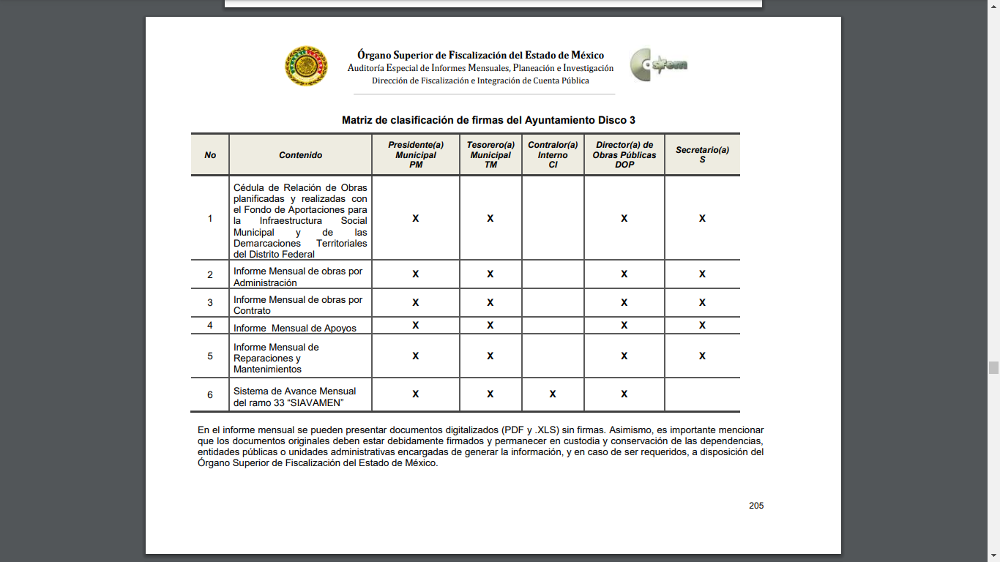 Órgano Superior de Fiscalización del Estado de México
Auditoría Especial de Informes Mensuales, Planeación e Investigación
Dirección de Fiscalización e Integración de Cuenta Pública
osfem
Matriz de clasificación de firmas del Ayuntamiento Disco 3
No
Contenido
Presidente(a)
Municipal
PM
Tesorero(a)
Municipal
TM
Contralor(a)
Interno
CI
Director(a) de
Obras Públicas
DOP
Secretario(a)
S
1
Cédula de Relación de Obras
planificadas y realizadas con
el Fondo de Aportaciones para
la Infraestructura Social
Municipal y de las
Demarcaciones Territoriales
del Distrito Federal
X X X X
2
Informe Mensual de obras por
Administración
X X X X
3
Informe Mensual de obras por
Contrato
X X X X
4
Informe Mensual de Apoyos
X X X X
5
Informe Mensual de
Reparaciones y
Mantenimientos
X X X X
6
Sistema de Avance Mensual
del ramo 33 “SIAVAMEN”
X X X X
En el informe mensual se pueden presentar documentos digitalizados (PDF y .XLS) sin firmas. Asimismo, es importante mencionar
que los documentos originales deben estar debidamente firmados y permanecer en custodia y conservación de las dependencias,
entidades públicas o unidades administrativas encargadas de generar la información, y en caso de ser requeridos, a disposición del
Órgano Superior de Fiscalización del Estado de México.
205